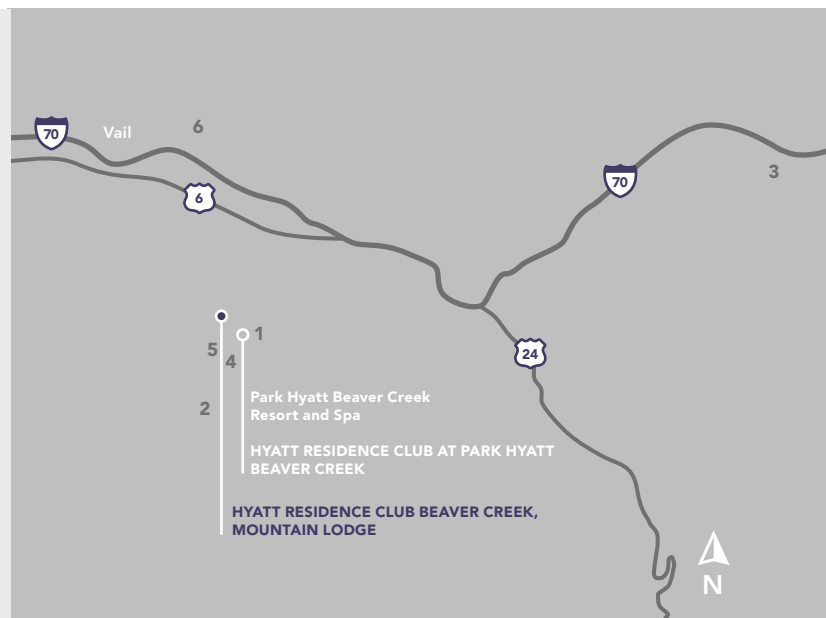 6
70
Vail
70
3
6
1
5
4
24
Park Hyatt Beaver Creek
Resort and Spa
2
HYATT RESIDENCE CLUB AT PARK HYATT
BEAVER CREEK
HYATT RESIDENCE CLUB BEAVER CREEK,
MOUNTAIN LODGE
N